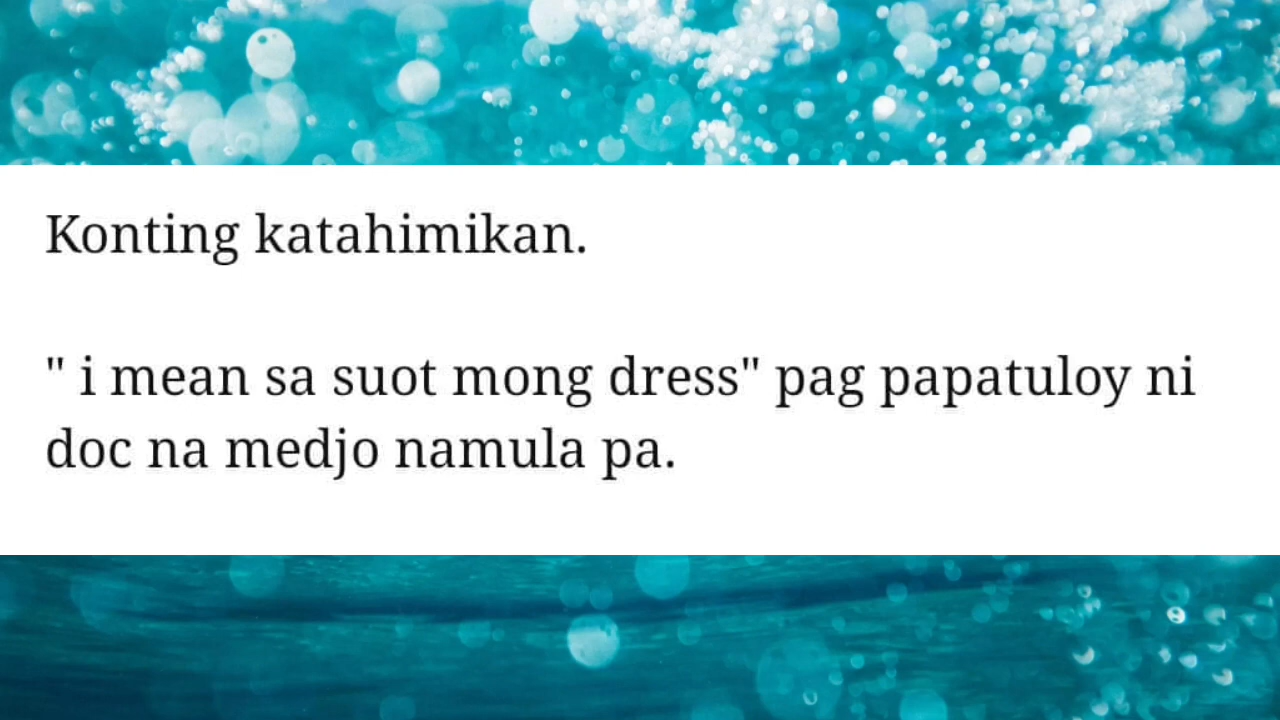 Konting katahimikan.
" i mean sa suot mong dress" pag papatuloy ni
doc na medjo namula pa.